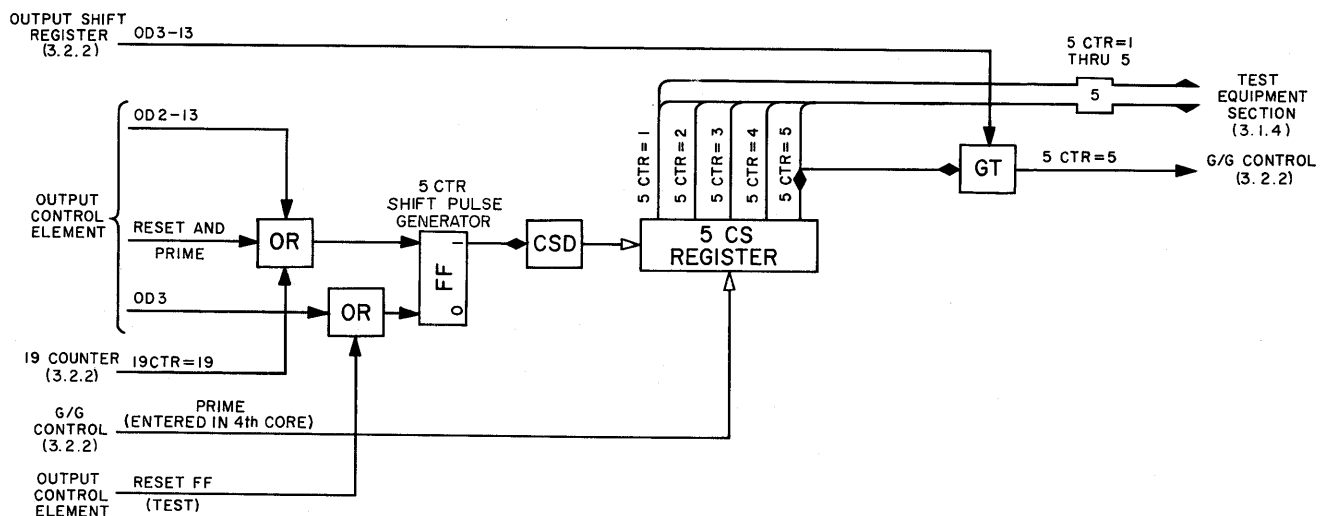 OUTPUT SHIFT
REGISTER
(3.2.2)
OD3-13
5 CTR=1
THRU 5
5
TEST
EQUIPMENT
SECTION
(3.1.4)
OUTPUT
CONTROL
ELEMENT
OD2-13
RESET AND
PRIME
OD3
OR
OR
5 CTR
SHIFT PULSE
GENERATOR
FF
1
0
CSD
5 CTR=1
5 CTR=2
5 CTR=3
5 CTR=4
5 CTR=5
5 CS
REGISTER
GT
5 CTR=5
G/G CONTROL
(3.2.2)
19 COUNTER
(3.2.2)
19CTR=19
G/G
CONTROL
(3.2.2)
PRIME
(ENTERED IN 4th CORE)
OUTPUT
CONTROL
ELEMENT
RESET FF
(TEST)